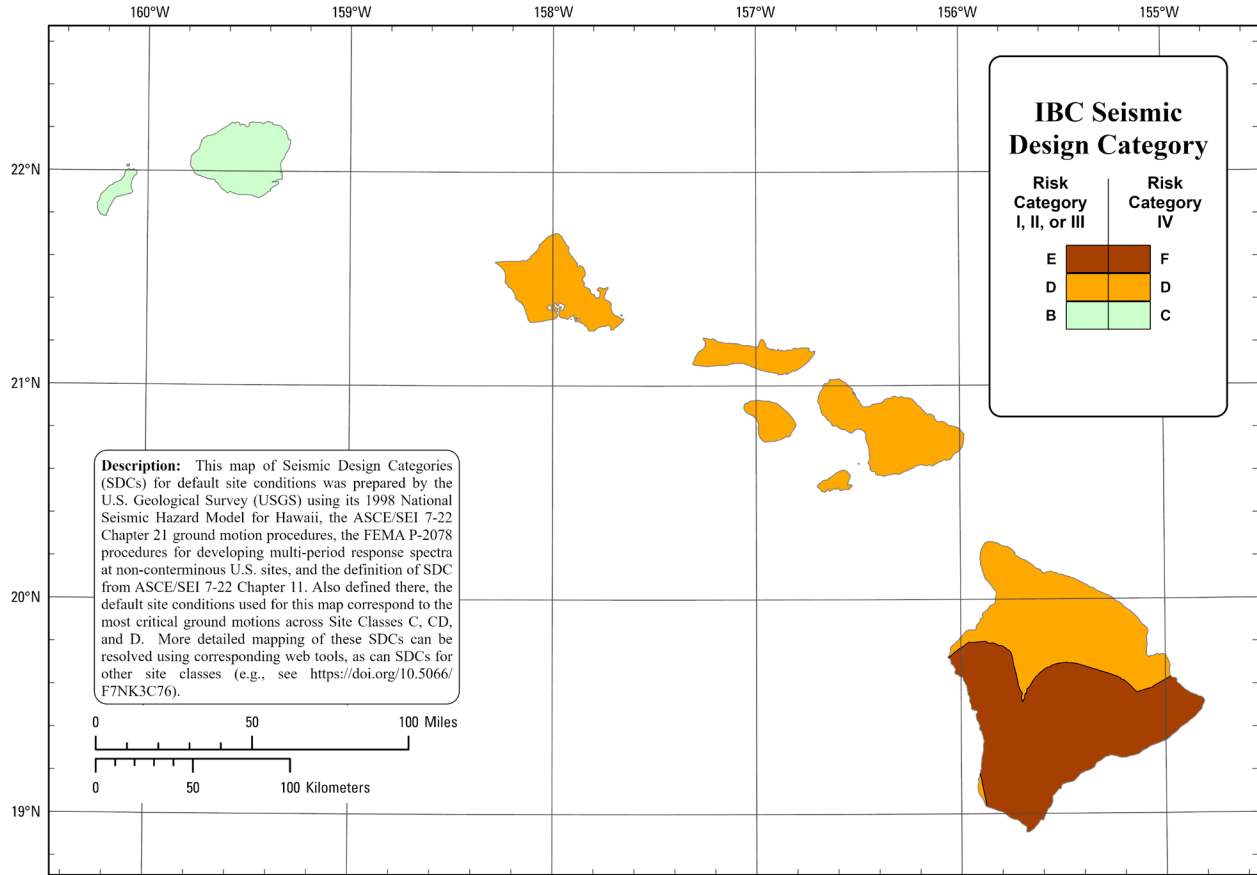 160°W 159°W 158°W 157°W 156°W 155°W
IBC Seismic
Design Category
Risk
Category
I, II, or III
Risk
Category
IV
E F
D D
B C
22°N
21°N
20°N
19°N
Description: This map of Seismic Design Categories
(SDCs) for default site conditions was prepared by the
U.S. Geological Survey (USGS) using its 1998 National
Seismic Hazard Model for Hawaii, the ASCE/SEI 7-22
Chapter 21 ground motion procedures, the FEMA P-2078
procedures for developing multi-period response spectra
at non-conterminous U.S. sites, and the definition of SDC
from ASCE/SEI 7-22 Chapter 11. Also defined there, the
default site conditions used for this map correspond to the
most critical ground motions across Site Classes C, CD,
and D. More detailed mapping of these SDCs can be
resolved using corresponding web tools, as can SDCs for
other site classes (e.g., see https://doi.org/10.5066/
F7NK3C76).
0 50 100 Miles
0 50 100 Kilometers